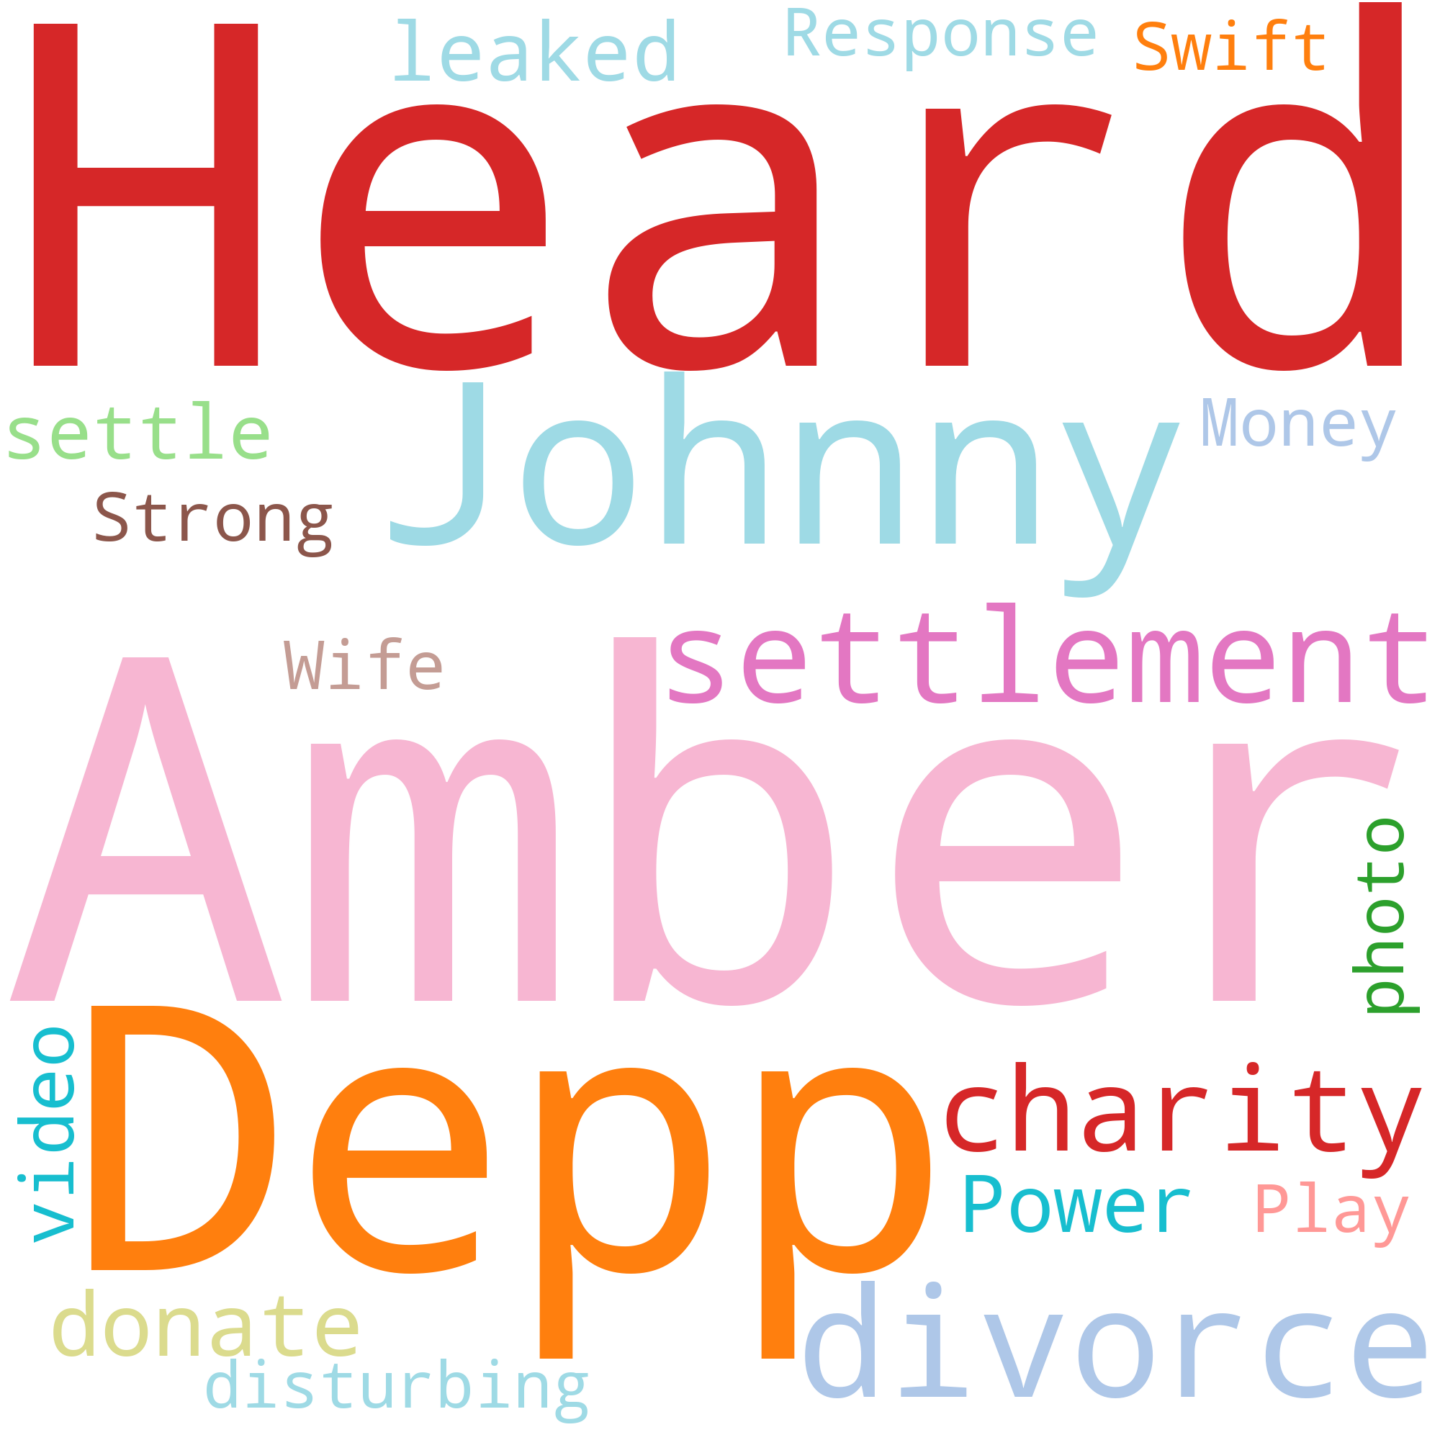 leaked
Response
Swift
Heard
settle
Johnny
Money
Strong
Wife
settlement
Amber
photo
video
Depp
charity
Power
Play
donate
divorce
disturbing